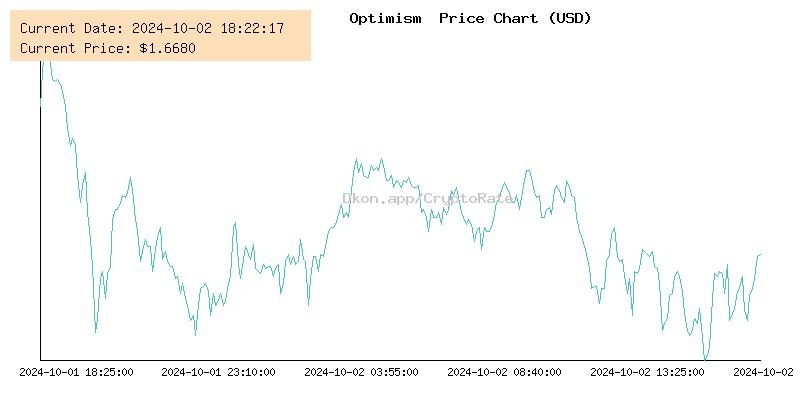 Optimism  Price Chart (USD)
Current Date: 2024-10-02 18:22:17
Current Price: $1.6680
Dkon.app/CryptoRate
2024-10-01 18:25:00 2024-10-01 23:10:00 2024-10-02 03:55:00 2024-10-02 08:40:00 2024-10-02 13:25:00 2024-10-02